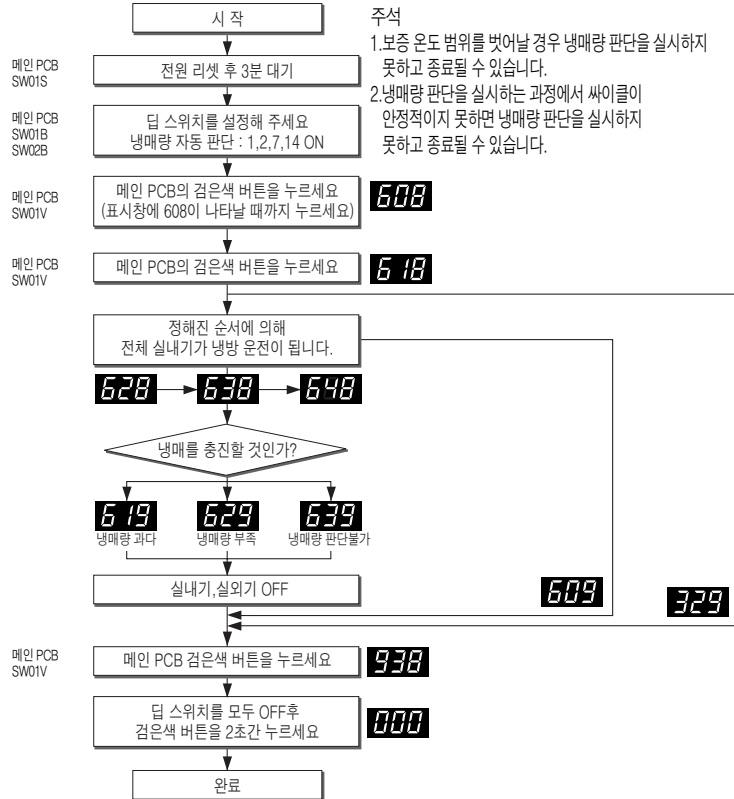 시 작
주석
1.보증 온도 범위를 벗어날 경우 냉매량 판단을 실시하지
못하고 종료될 수 있습니다.
2.냉매량 판단을 실시하는 과정에서 싸이클이
안정적이지 못하면 냉매량 판단을 실시하지
못하고 종료될 수 있습니다.
메인 PCB
SW01S
전원 리셋 후 3분 대기
메인 PCB
SW01B
SW02B
딥 스위치를 설정해 주세요
냉매량 자동 판단 : 1,2,7,14 ON
메인 PCB
SW01V
메인 PCB의 검은색 버튼을 누르세요
(표시창에 608이 나타날 때까지 누르세요)
608
메인 PCB
SW01V
메인 PCB의 검은색 버튼을 누르세요
618
정해진 순서에 의해
전체 실내기가 냉방 운전이 됩니다.
628 638 648
냉매를 충진할 것인가?
619 629 639
냉매량 과다 냉매량 부족 냉매량 판단불가
실내기,실외기 OFF
609 329
메인 PCB
SW01V
메인 PCB 검은색 버튼을 누르세요
938
딥 스위치를 모두 OFF후
검은색 버튼을 2초간 누르세요
000
완료